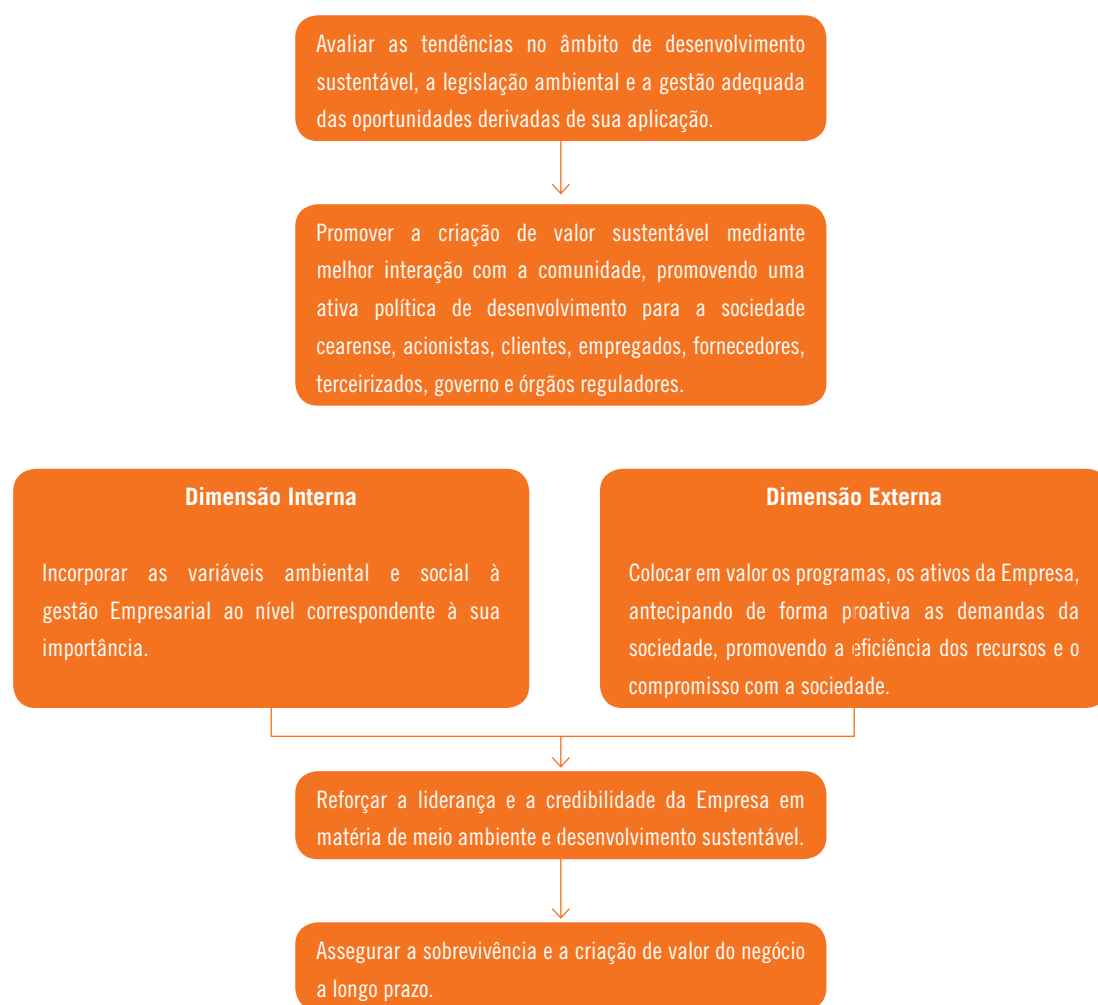 Avaliar as tendências no âmbito de desenvolvimento
sustentável, a legislação ambiental e a gestão adequada
das oportunidades derivadas de sua aplicação.
Promover a criação de valor sustentável mediante
melhor interação com a comunidade, promovendo uma
ativa política de desenvolvimento para a sociedade
cearense, acionistas, clientes, empregados, fornecedores,
terceirizados, governo e órgãos reguladores.
Dimensão Interna
Incorporar as variáveis ambiental e social à
gestão Empresarial ao nível correspondente à sua
importância.
Dimensão Externa
Colocar em valor os programas, os ativos da Empresa,
antecipando de forma proativa as demandas da
sociedade, promovendo a eficiência dos recursos e o
compromisso com a sociedade.
Reforçar a liderança e a credibilidade da Empresa em
matéria de meio ambiente e desenvolvimento sustentável.
Assegurar a sobrevivência e a criação de valor do negócio
a longo prazo.